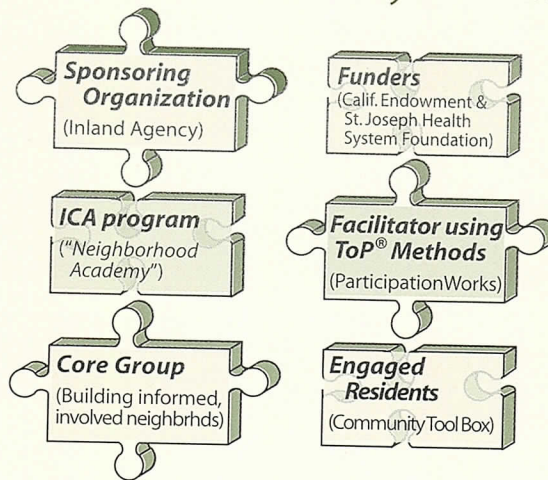 Sponsoring
Organization
(Inland Agency)
Funders
(Calif. Endowment &
St. Joseph Health
System Foundation)
ICA program
("Neighborhood
Academy")
Facilitator using
ToP® Methods
(ParticipationWorks)
Core Group
(Building informed,
involved neighbrhds)
Engaged
Residents
(Community Tool Box)